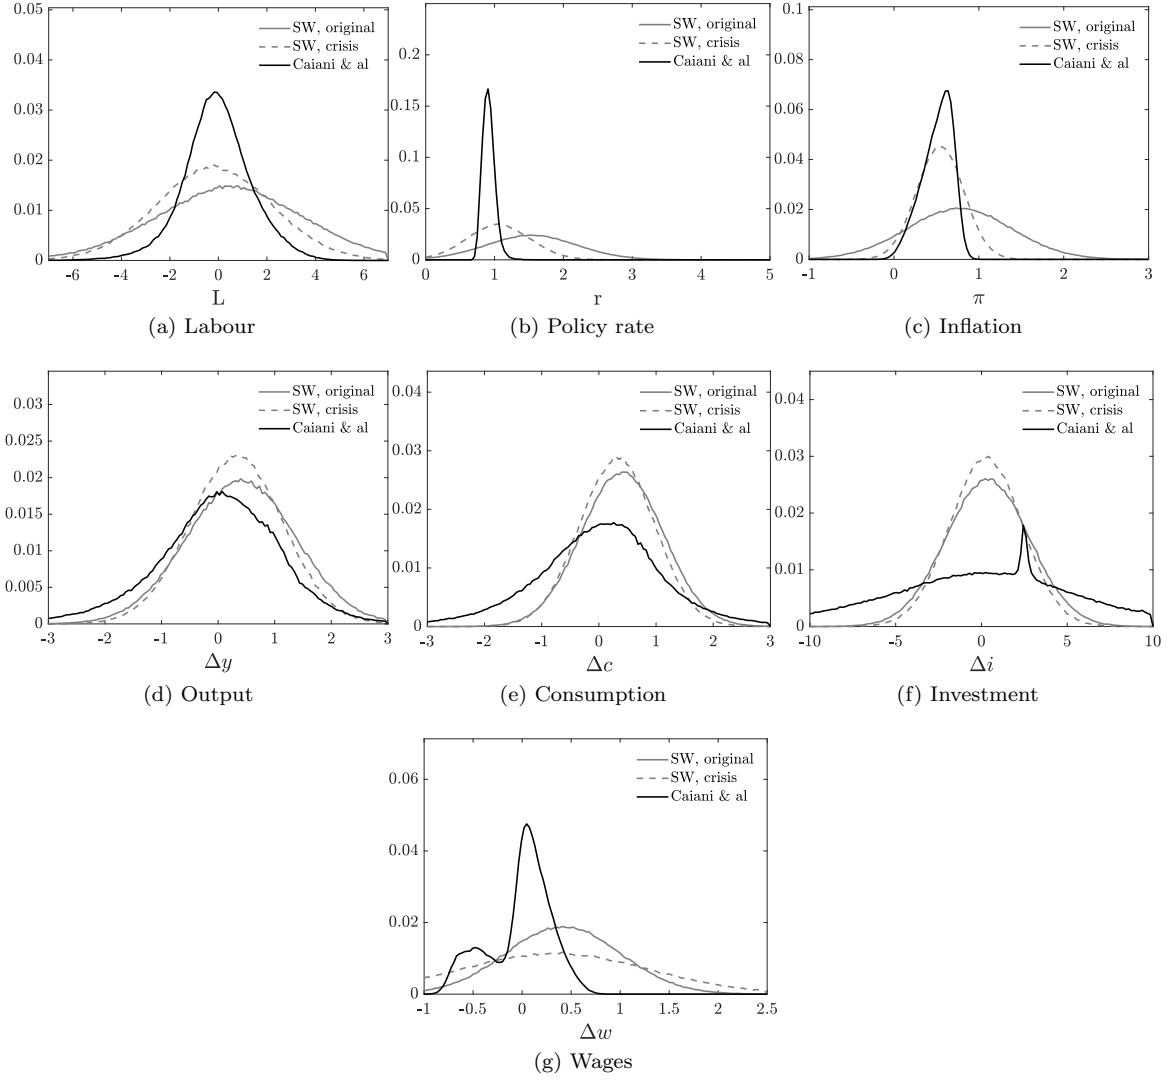 0.05
0.04
0.03
0.02
0.01
0
-6 -4 -2 0 2 4 6
L
SW, original
SW, crisis
Caiani & al
(a) Labour
0.2
0.15
0.1
0.05
0
0 1 2 3 4 5
r
SW, original
SW, crisis
Caiani & al
(b) Policy rate
0.1
0.08
0.06
0.04
0.02
0
-1 0 1 2 3
π
SW, original
SW, crisis
Caiani & al
(c) Inflation
0.03
0.025
0.02
0.015
0.01
0.005
0
-3 -2 -1 0 1 2 3
Δy
SW, original
SW, crisis
Caiani & al
(d) Output
0.04
0.03
0.02
0.01
0
-3 -2 -1 0 1 2 3
Δc
SW, original
SW, crisis
Caiani & al
(e) Consumption
0.04
0.03
0.02
0.01
0
-10 -5 0 5 10
Δi
SW, original
SW, crisis
Caiani & al
(f) Investment
0.06
0.04
0.02
0
-1 -0.5 0 0.5 1 1.5 2 2.5
Δw
SW, original
SW, crisis
Caiani & al
(g) Wages